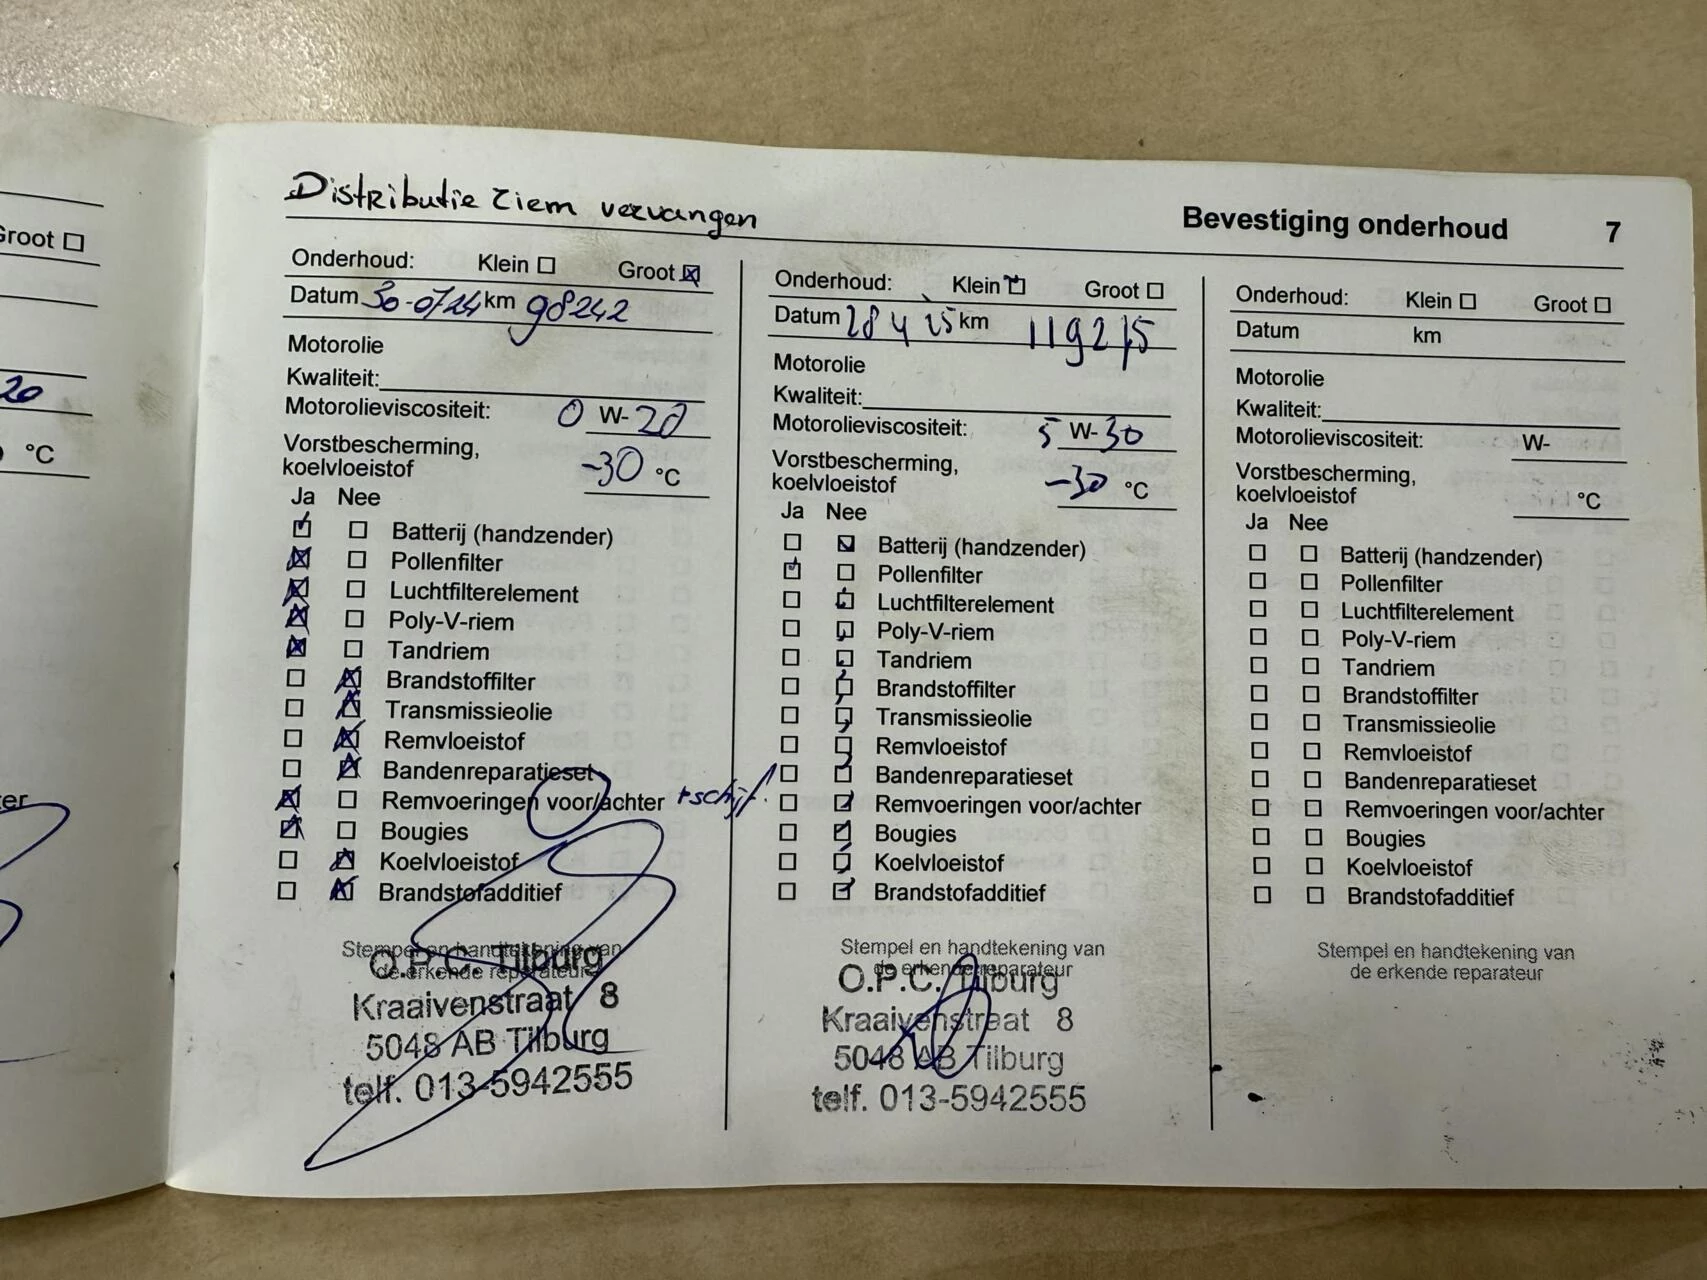 Groot ☐
20
°C
Distributie riem vervangen
Bevestiging onderhoud 7
Onderhoud: Klein ☐ Groot ☒
Datum 30-0724 km 98242
Motorolie
Kwaliteit:
Motorolieviscositeit: 0 W-20
Vorstbescherming,
koelvloeistof -30 °C
Ja Nee
☑ ☐ Batterij (handzender)
☒ ☐ Pollenfilter
☒ ☐ Luchtfilterelement
☒ ☐ Poly-V-riem
☒ ☐ Tandriem
☐ ☒ Brandstoffilter
☐ ☒ Transmissieolie
☐ ☒ Remvloeistof
☐ ☒ Bandenreparatieset
☒ ☐ Remvoeringen voor/achter +schijf!
☒ ☐ Bougies
☐ ☒ Koelvloeistof
☐ ☒ Brandstofadditief
Stempel en handtekening van
de erkende reparateur
O.P.C. Tilburg
Kraaivenstraat 8
5048 AB Tilburg
telf. 013-5942555
Onderhoud: Klein ☑ Groot ☐
Datum 28 4 25 km 119215
Motorolie
Kwaliteit:
Motorolieviscositeit: 5 W-30
Vorstbescherming,
koelvloeistof -30 °C
Ja Nee
☐ ☑ Batterij (handzender)
☑ ☐ Pollenfilter
☐ ☑ Luchtfilterelement
☐ ☑ Poly-V-riem
☐ ☑ Tandriem
☐ ☑ Brandstoffilter
☐ ☑ Transmissieolie
☐ ☑ Remvloeistof
☐ ☑ Bandenreparatieset
☐ ☑ Remvoeringen voor/achter
☐ ☑ Bougies
☐ ☑ Koelvloeistof
☐ ☑ Brandstofadditief
Stempel en handtekening van
de erkende reparateur
O.P.C. Tilburg
Kraaivenstraat 8
5048 AB Tilburg
telf. 013-5942555
Onderhoud: Klein ☐ Groot ☐
Datum km
Motorolie
Kwaliteit:
Motorolieviscositeit: W-
Vorstbescherming,
koelvloeistof °C
Ja Nee
☐ ☐ Batterij (handzender)
☐ ☐ Pollenfilter
☐ ☐ Luchtfilterelement
☐ ☐ Poly-V-riem
☐ ☐ Tandriem
☐ ☐ Brandstoffilter
☐ ☐ Transmissieolie
☐ ☐ Remvloeistof
☐ ☐ Bandenreparatieset
☐ ☐ Remvoeringen voor/achter
☐ ☐ Bougies
☐ ☐ Koelvloeistof
☐ ☐ Brandstofadditief
Stempel en handtekening van
de erkende reparateur